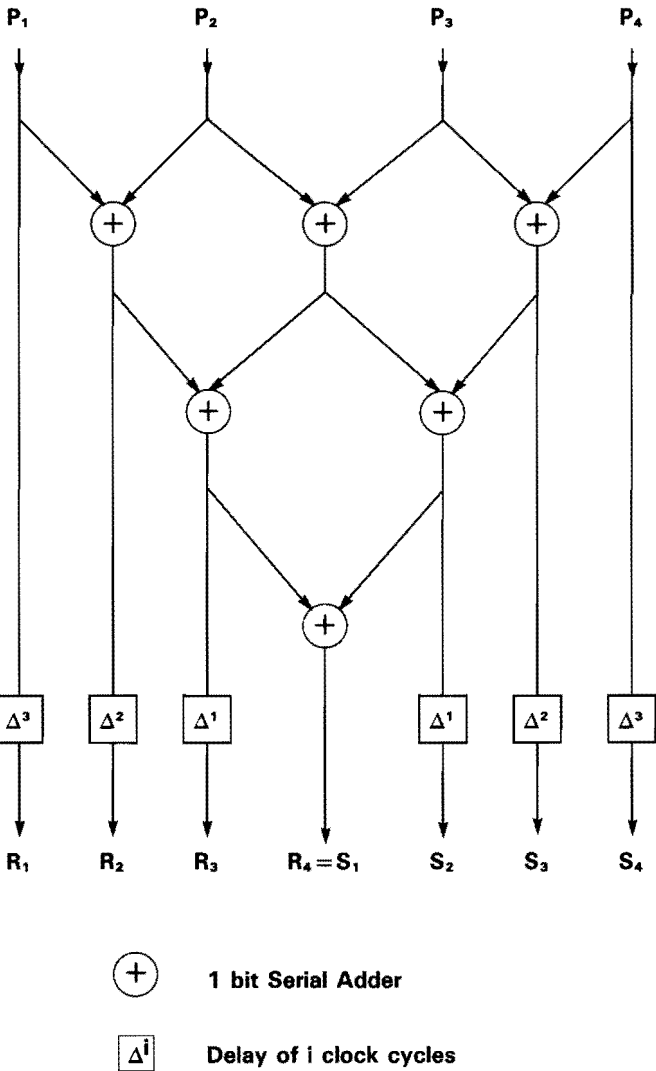 P₁ P₂ P₃ P₄
+ + +
+ +
+
Δ³ Δ² Δ¹ Δ¹ Δ² Δ³
R₁ R₂ R₃ R₄=S₁ S₂ S₃ S₄
+ 1 bit Serial Adder
Δⁱ Delay of i clock cycles